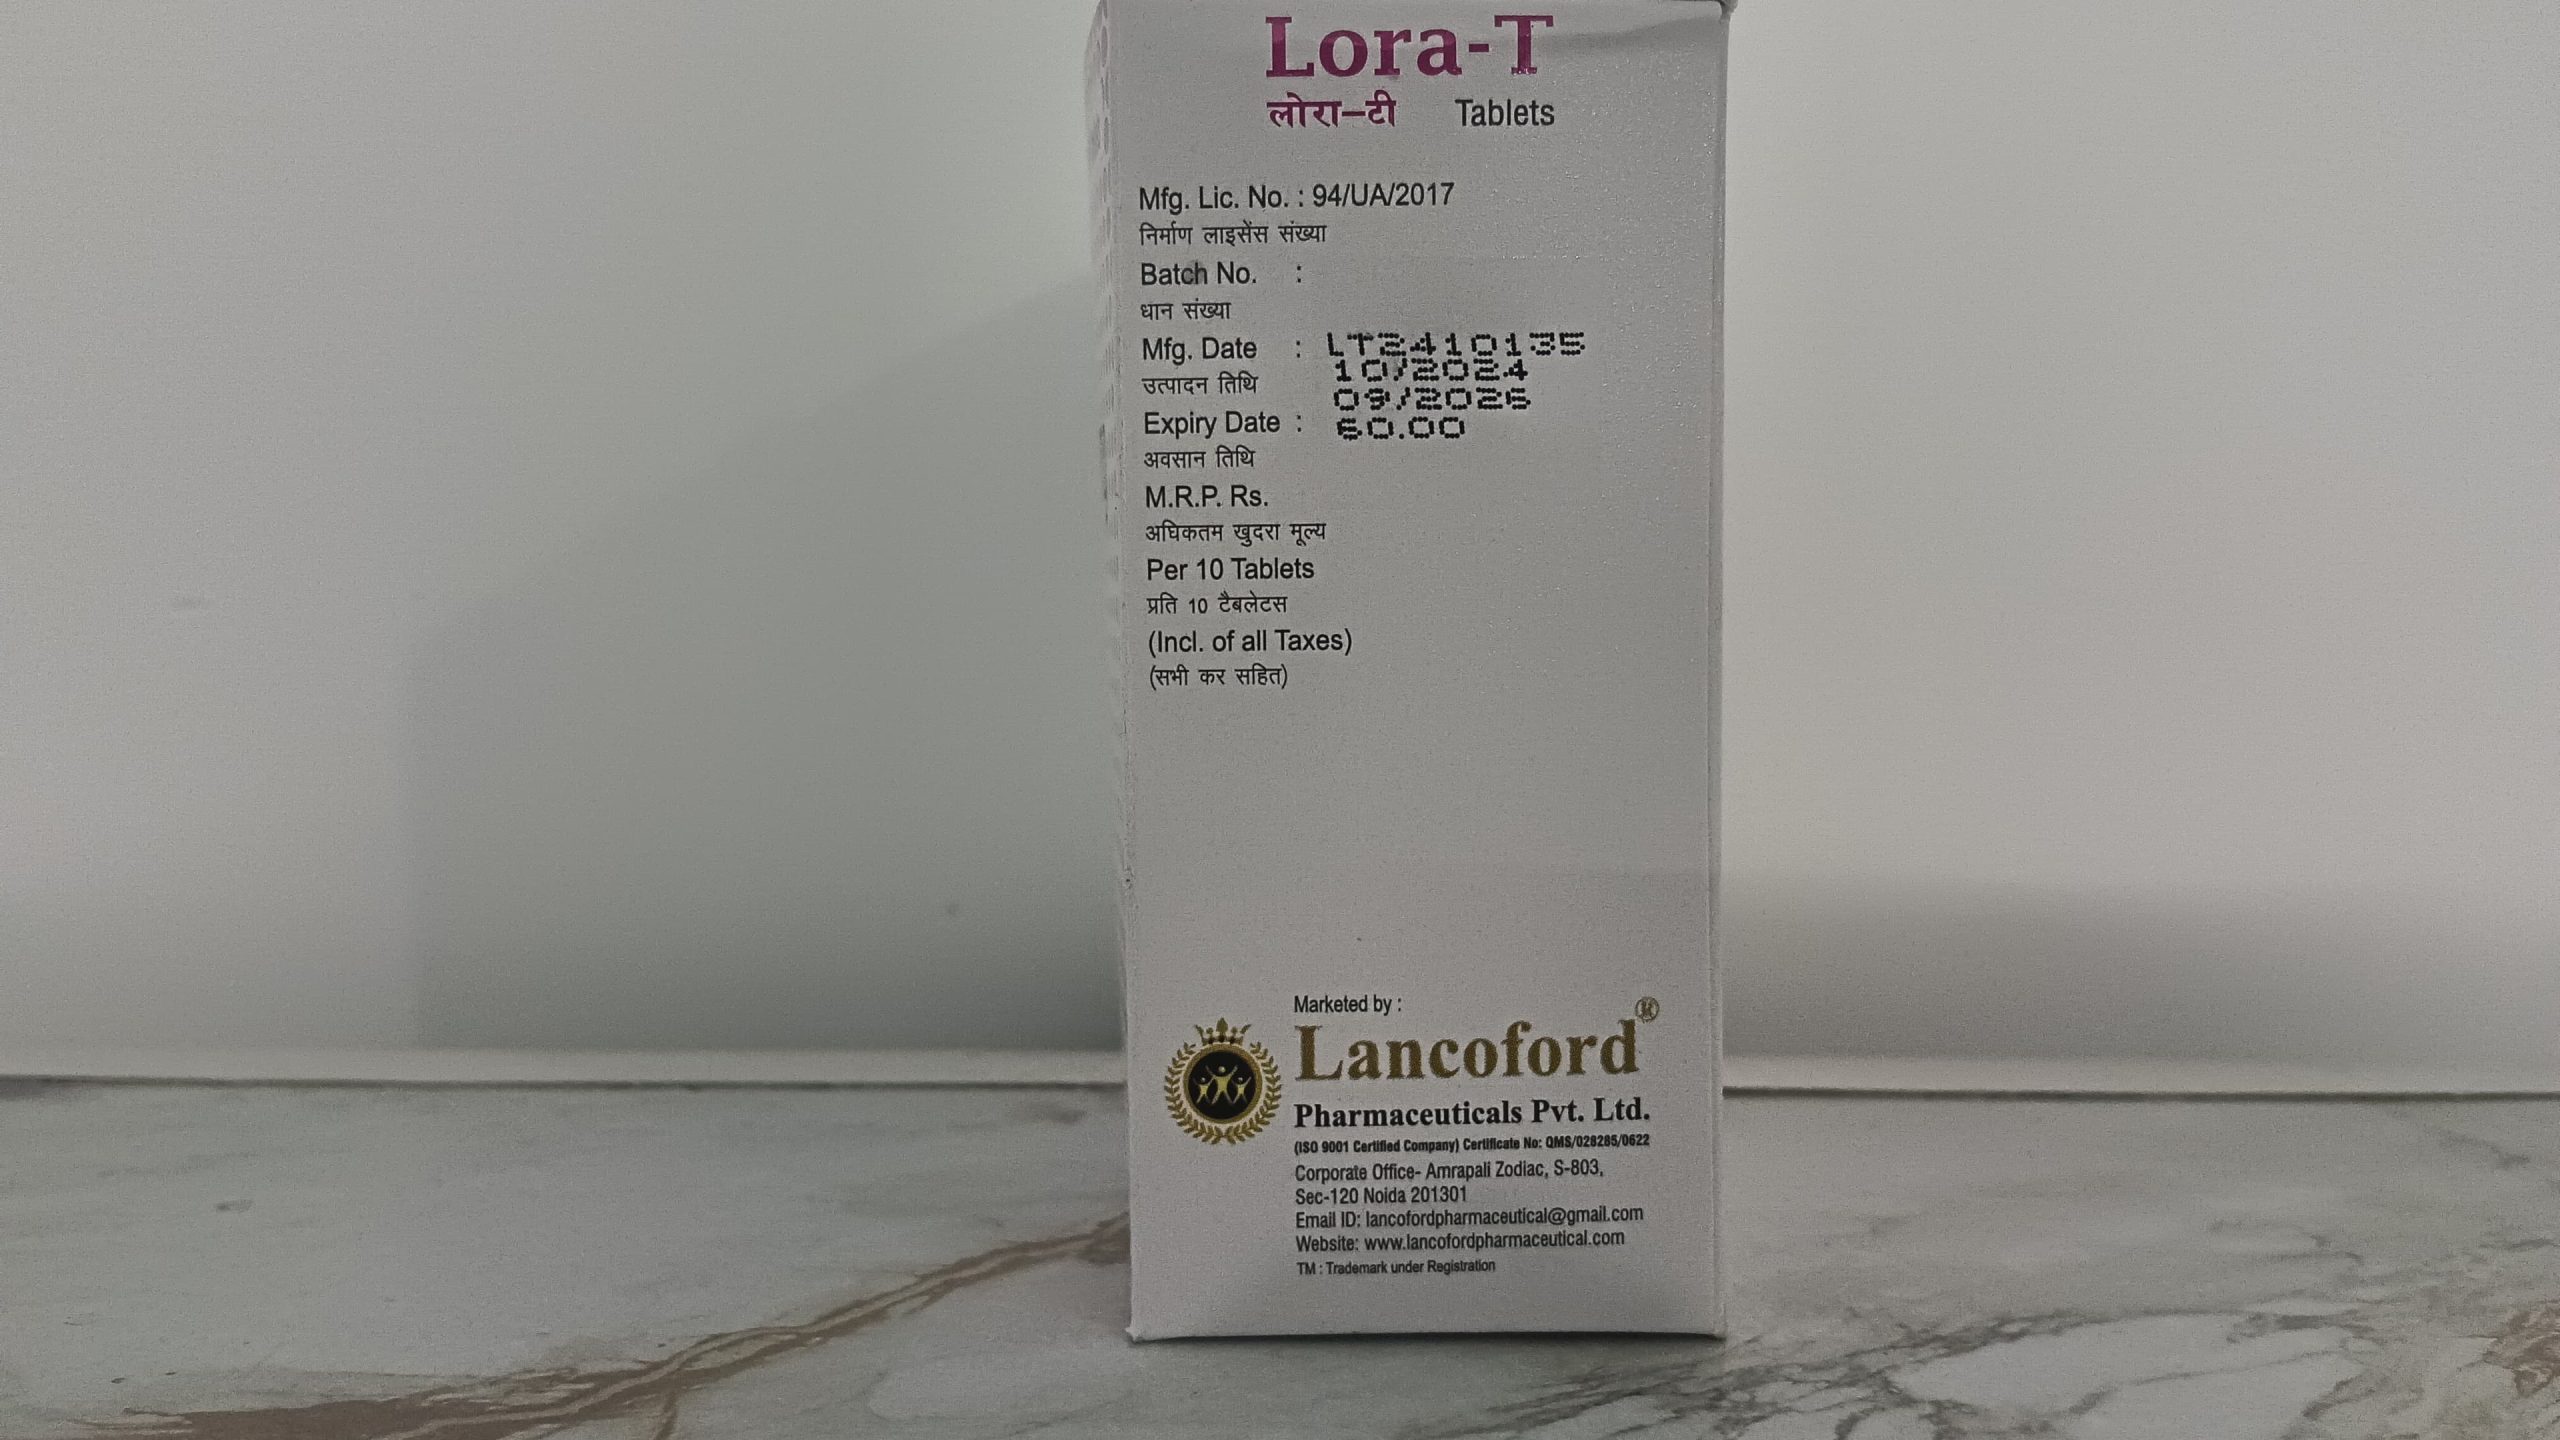 Lora-T
लोरा–टी Tablets
Mfg. Lic. No. : 94/UA/2017
निर्माण लाइसेंस संख्या
Batch No. :
धान संख्या
Mfg. Date : LT2410135
10/2024
उत्पादन तिथि
09/2026
Expiry Date : 60.00
अवसान तिथि
M.R.P. Rs.
अधिकतम खुदरा मूल्य
Per 10 Tablets
प्रति 10 टैबलेटस
(Incl. of all Taxes)
(सभी कर सहित)
Marketed by :
Lancoford®
Pharmaceuticals Pvt. Ltd.
(ISO 9001 Certified Company) Certificate No: QMS/028285/0622
Corporate Office- Amrapali Zodiac, S-803,
Sec-120 Noida 201301
Email ID: lancofordpharmaceutical@gmail.com
Website: www.lancofordpharmaceutical.com
TM : Trademark under Registration